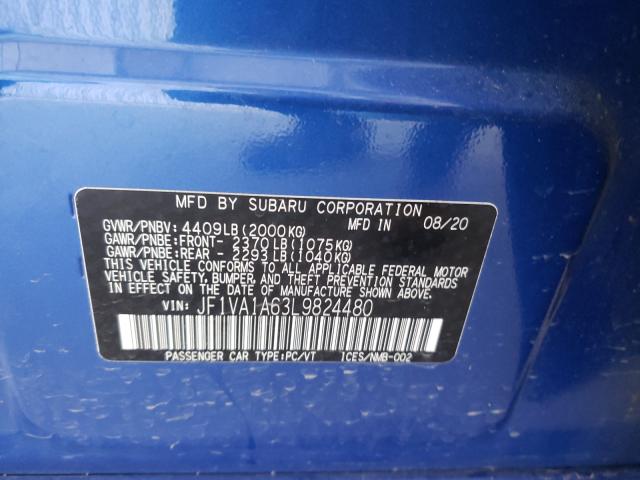 MFD BY SUBARU CORPORATION
GVWR/PNBV: 4409LB(2000KG) MFD IN 08/20
GAWR/PNBE:FRONT- 2370LB(1075KG)
GAWR/PNBE:REAR - 2293LB(1040KG)
THIS VEHICLE CONFORMS TO ALL APPLICABLE FEDERAL MOTOR
VEHICLE SAFETY, BUMPER, AND THEFT PREVENTION STANDARDS
IN EFFECT ON THE DATE OF MANUFACTURE SHOWN ABOVE.
VIN: JF1VA1A63L9824480
PASSENGER CAR TYPE:PC/VT ICES/NMB-002